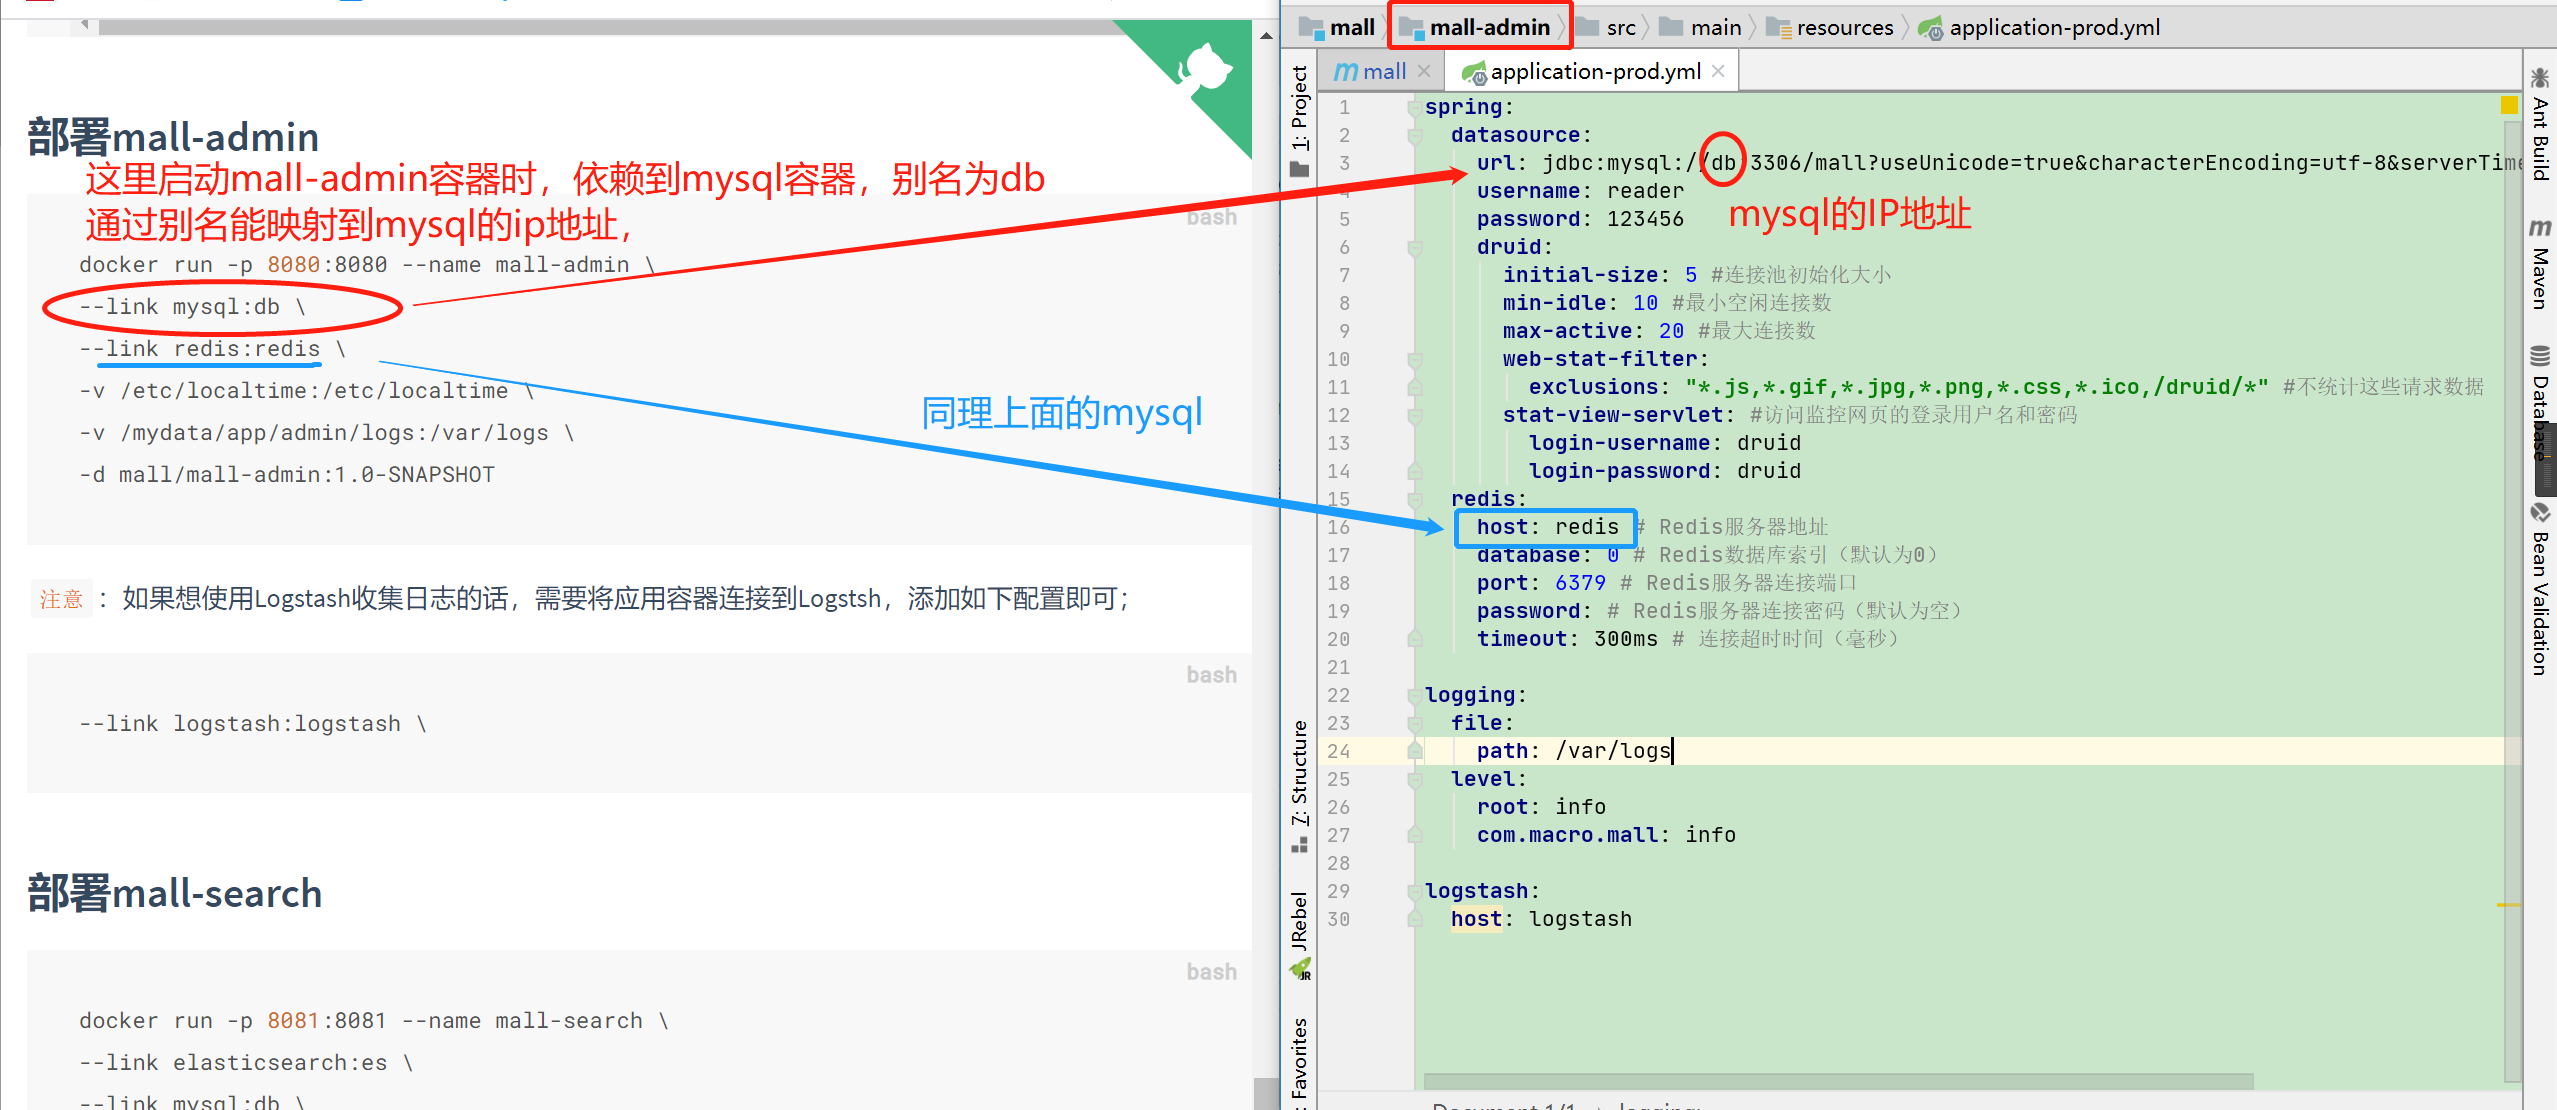 部署mall-admin
这里启动mall-admin容器时，依赖到mysql容器，别名为db
通过别名能映射到mysql的ip地址，
bash
docker run -p 8080:8080 --name mall-admin \
--link mysql:db \
--link redis:redis \
-v /etc/localtime:/etc/localtime \
-v /mydata/app/admin/logs:/var/logs \
-d mall/mall-admin:1.0-SNAPSHOT
同理上面的mysql
注意 ：如果想使用Logstash收集日志的话，需要将应用容器连接到Logstsh，添加如下配置即可；
bash
--link logstash:logstash \
部署mall-search
bash
docker run -p 8081:8081 --name mall-search \
--link elasticsearch:es \
--link mysql:db \
mall mall-admin src main resources application-prod.yml
m mall application-prod.yml
1 spring:
2 datasource:
3 url: jdbc:mysql://db:3306/mall?useUnicode=true&characterEncoding=utf-8&serverTim
4 username: reader
5 password: 123456
mysql的IP地址
6 druid:
7 initial-size: 5 #连接池初始化大小
8 min-idle: 10 #最小空闲连接数
9 max-active: 20 #最大连接数
10 web-stat-filter:
11 exclusions: "*.js,*.gif,*.jpg,*.png,*.css,*.ico,/druid/*" #不统计这些请求数据
12 stat-view-servlet: #访问监控网页的登录用户名和密码
13 login-username: druid
14 login-password: druid
15 redis:
16 host: redis # Redis服务器地址
17 database: 0 # Redis数据库索引（默认为0）
18 port: 6379 # Redis服务器连接端口
19 password: # Redis服务器连接密码（默认为空）
20 timeout: 300ms # 连接超时时间（毫秒）
21
22 logging:
23 file:
24 path: /var/logs
25 level:
26 root: info
27 com.macro.mall: info
28
29 logstash:
30 host: logstash
1: Project
7: Structure
JRebel
JR
: Favorites
Ant Build
m Maven
Database
Bean Validation
Document 1/1 logging: